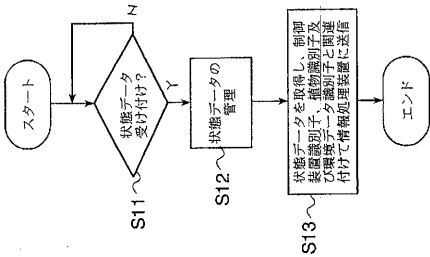 スタート
状態データ
受け付け？
N
Y
S11
状態データの
管理
S12
状態データを取得し、制御
装置識別子、植物識別子及
び環境データ識別子と関連
付けて情報処理装置に送信
S13
エンド